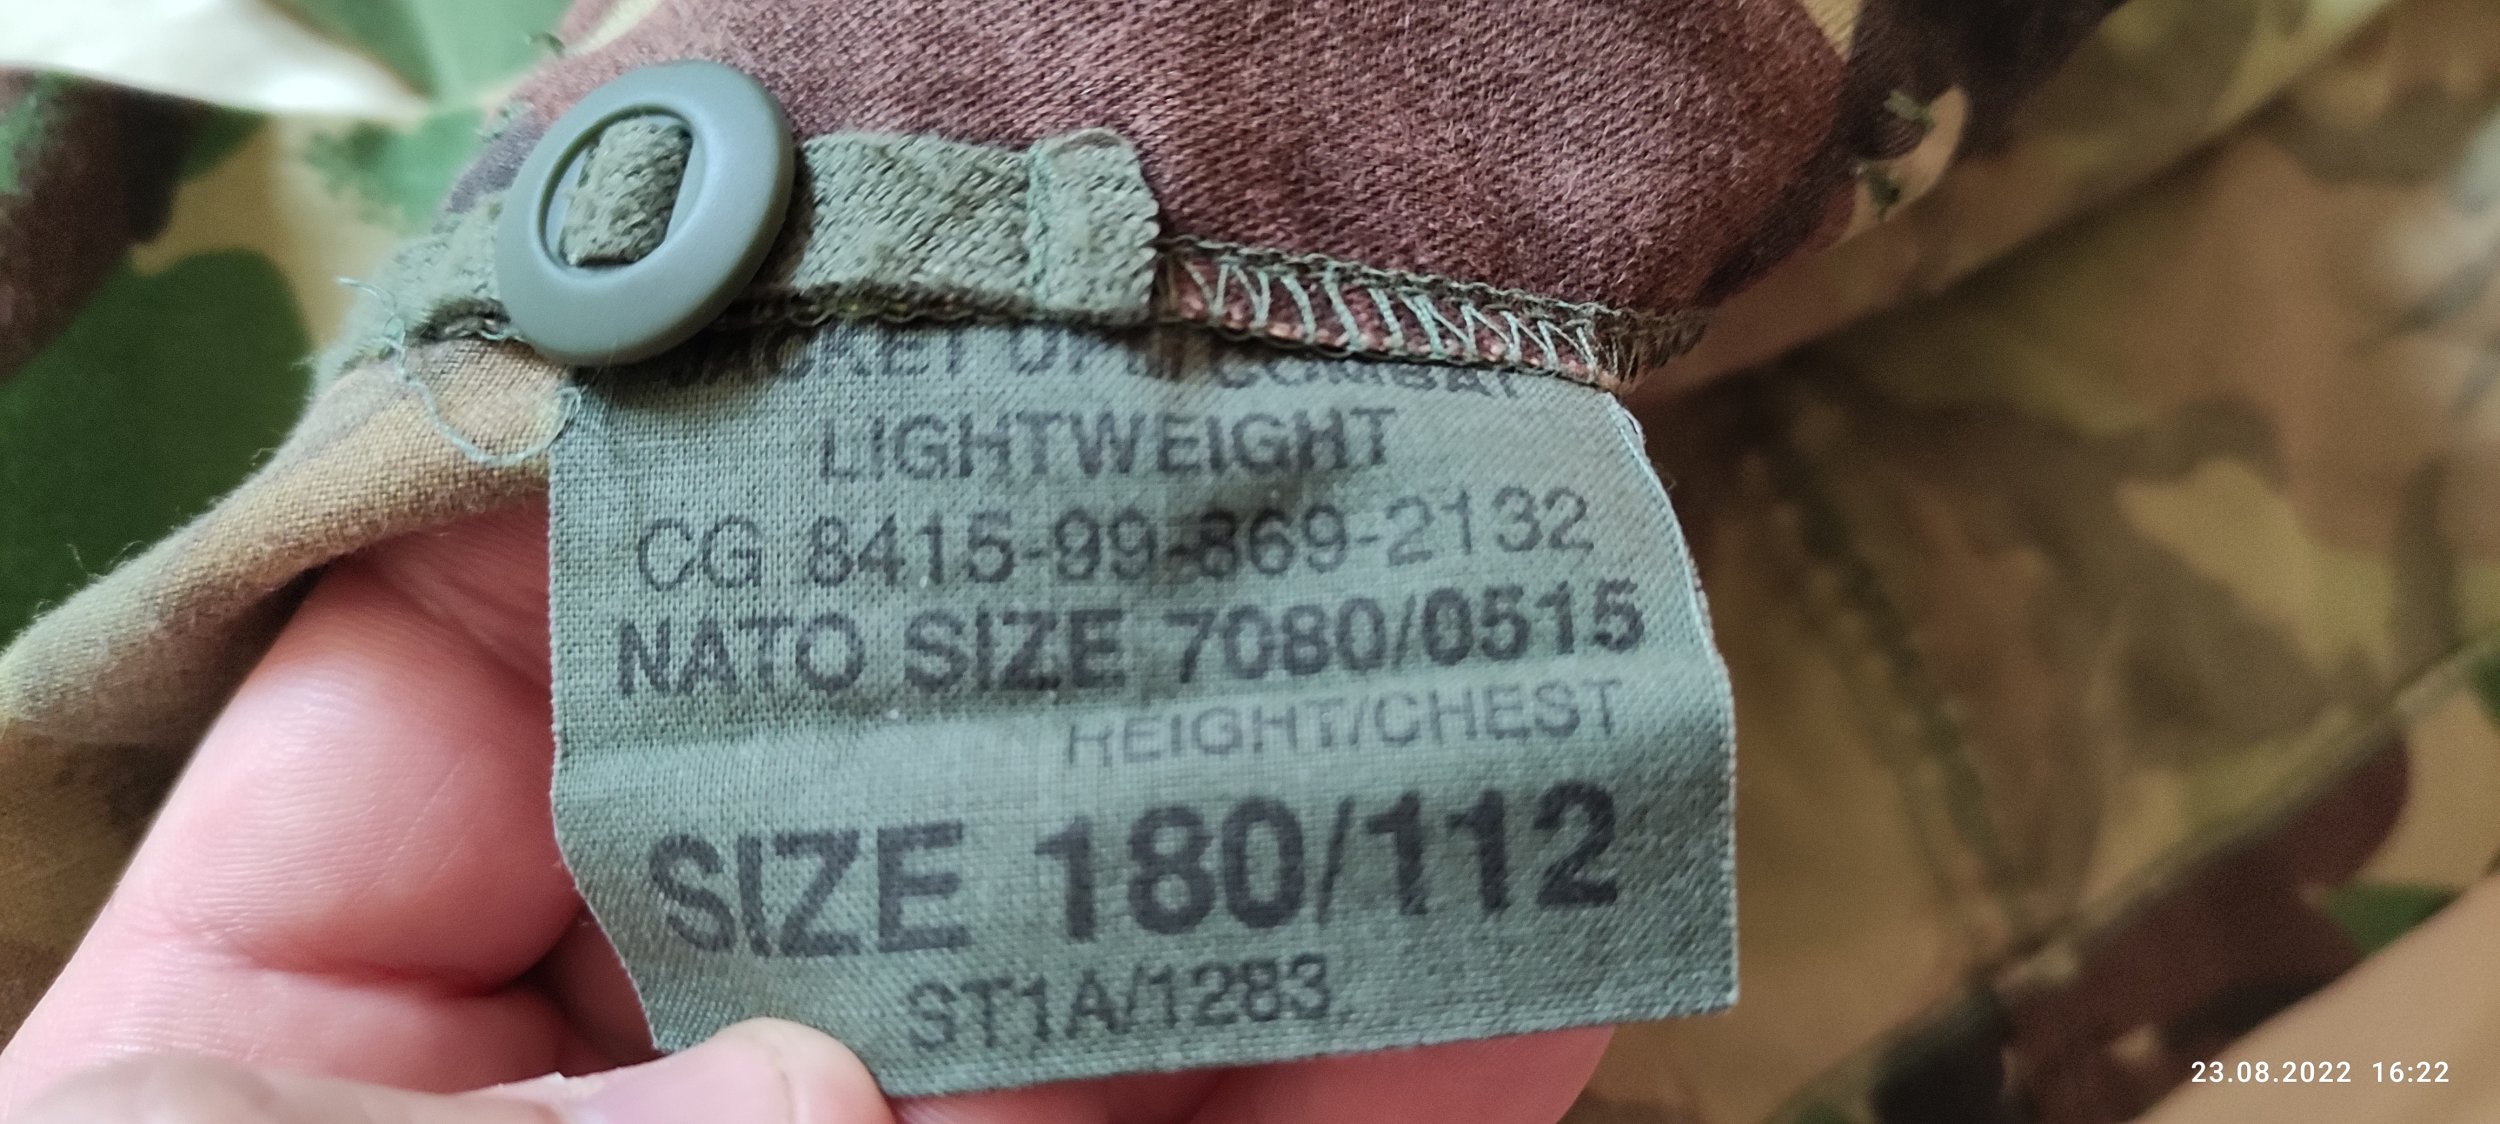 COMBAT
LIGHTWEIGHT
CG 8415-99-869-2132
NATO SIZE 7080/0515
HEIGHT/CHEST
SIZE 180/112
ST1A/1283
23.08.2022 16:22